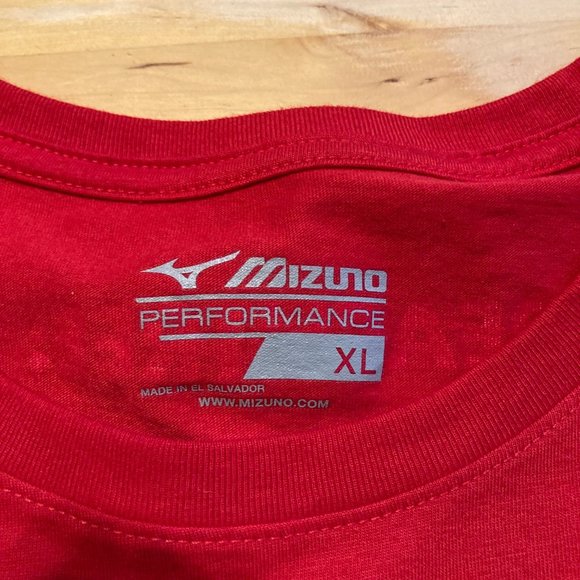 MIZUNO
PERFORMANCE
XL
MADE IN EL SALVADOR
WWW.MIZUNO.COM